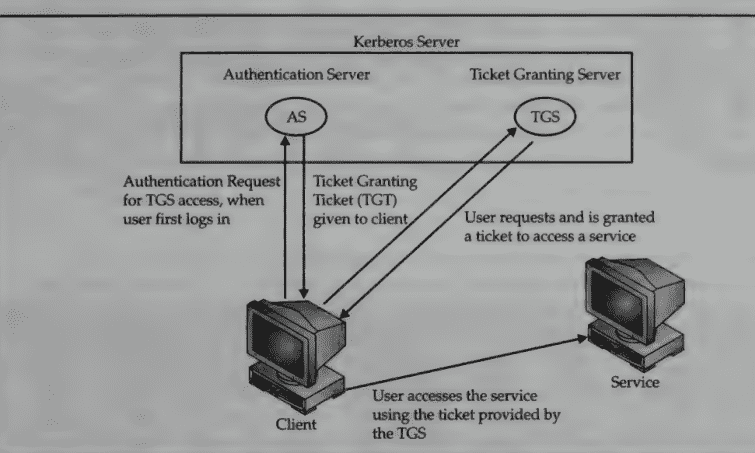 Kerberos Server
Authentication Server
Ticket Granting Server
AS
TGS
Authentication Request
for TGS access, when
user first logs in
Ticket Granting
Ticket (TGT)
given to client
User requests and is granted
a ticket to access a service
Service
User accesses the service
using the ticket provided by
the TGS
Client